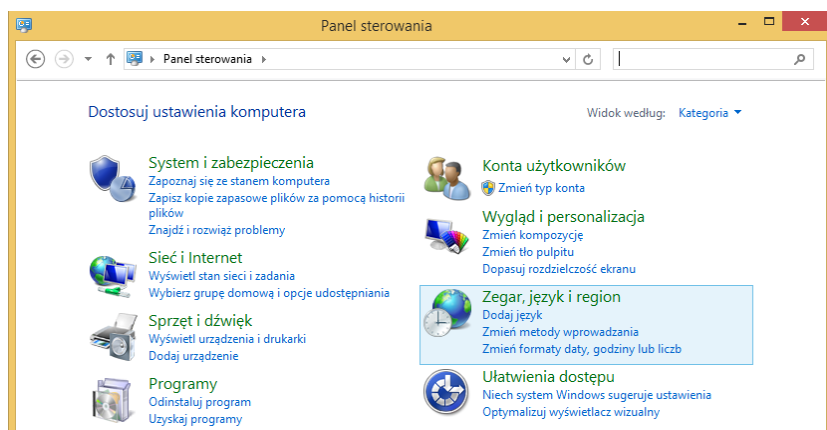 Panel sterowania
Panel sterowania
Dostosuj ustawienia komputera
Widok według: Kategoria
System i zabezpieczenia
Zapoznaj się ze stanem komputera
Zapisz kopie zapasowe plików za pomocą historii
plików
Znajdź i rozwiąż problemy
Sieć i Internet
Wyświetl stan sieci i zadania
Wybierz grupę domową i opcje udostępniania
Sprzęt i dźwięk
Wyświetl urządzenia i drukarki
Dodaj urządzenie
Programy
Odinstaluj program
Uzyskaj programy
Konta użytkowników
Zmień typ konta
Wygląd i personalizacja
Zmień kompozycję
Zmień tło pulpitu
Dopasuj rozdzielczość ekranu
Zegar, język i region
Dodaj język
Zmień metody wprowadzania
Zmień formaty daty, godziny lub liczb
Ułatwienia dostępu
Niech system Windows sugeruje ustawienia
Optymalizuj wyświetlacz wizualny